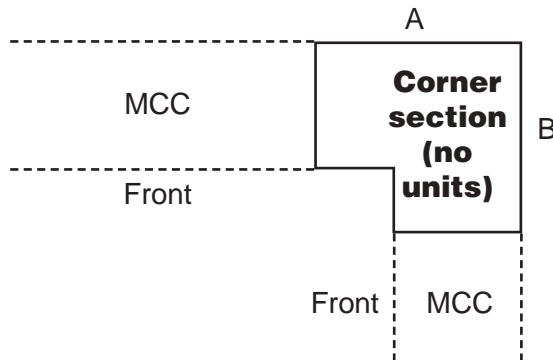 A
MCC
Corner
section
(no
units)
B
Front
Front
MCC